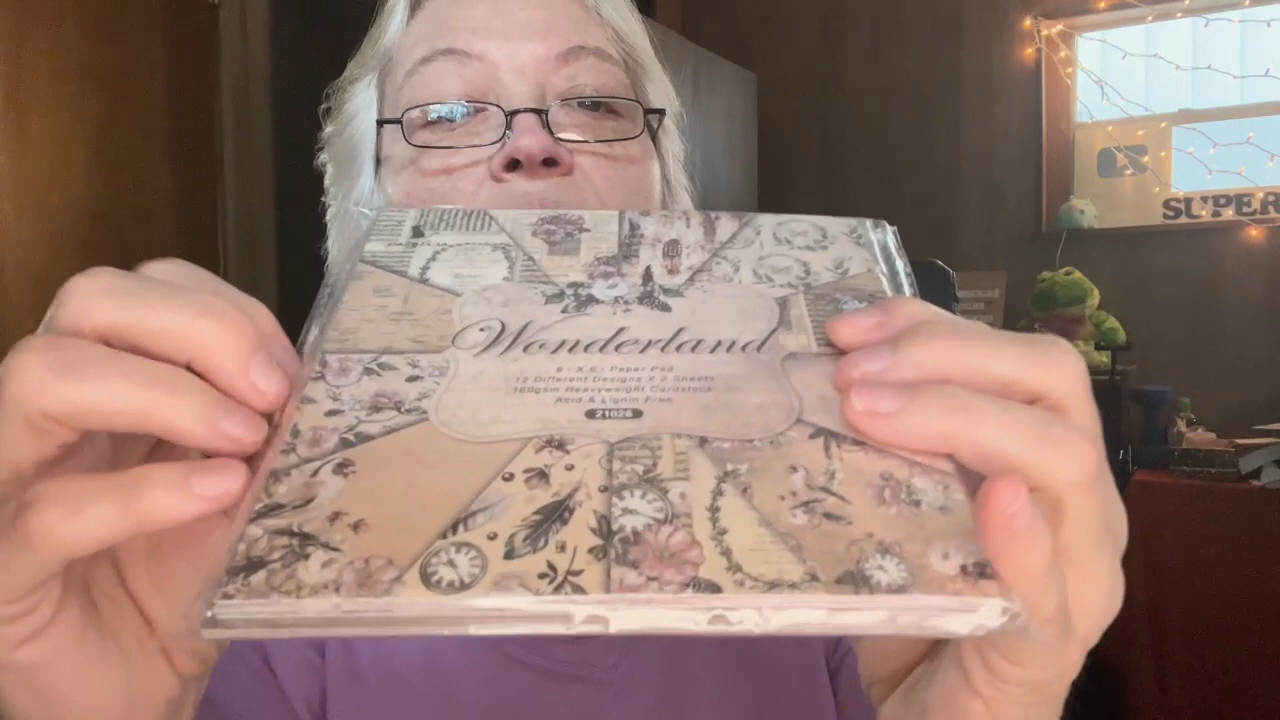 Wonderland
6 - X 6 - Paper Pad
12 Different Designs X 2 Sheets
160gsm Heavyweight Cardstock
Acid & Lignin Free
21026
SUPER